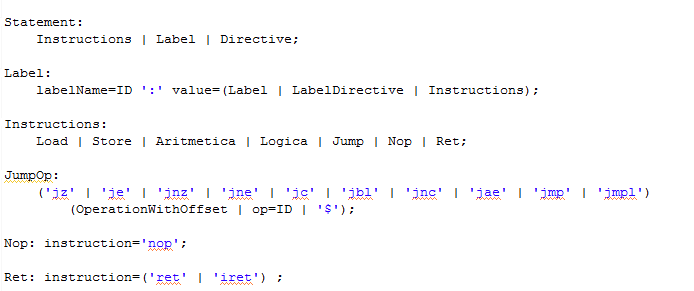 Statement:
    Instructions | Label | Directive;
Label:
    labelName=ID ':' value=(Label | LabelDirective | Instructions);
Instructions:
    Load | Store | Aritmetica | Logica | Jump | Nop | Ret;
JumpOp:
    ('jz' | 'je' | 'jnz' | 'jne' | 'jc' | 'jbl' | 'jnc' | 'jae' | 'jmp' | 'jmpl')
        (OperationWithOffset | op=ID | '$');
Nop: instruction='nop';
Ret: instruction=('ret' | 'iret') ;